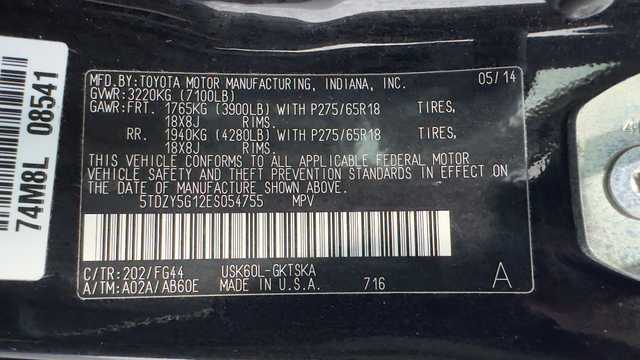 74M8L 08541
MFD.BY:TOYOTA MOTOR MANUFACTURING, INDIANA, INC. 05/14
GVWR:3220KG (7100LB)
GAWR:FRT. 1765KG (3900LB) WITH P275/65R18 TIRES,
18X8J RIMS.
RR. 1940KG (4280LB) WITH P275/65R18 TIRES,
18X8J RIMS.
THIS VEHICLE CONFORMS TO ALL APPLICABLE FEDERAL MOTOR
VEHICLE SAFETY AND THEFT PREVENTION STANDARDS IN EFFECT ON
THE DATE OF MANUFACTURE SHOWN ABOVE.
5TDZY5G12ES054755 MPV
C/TR:202/FG44 USK60L-GKTSKA
A/TM:A02A/AB60E MADE IN U.S.A. 716 A